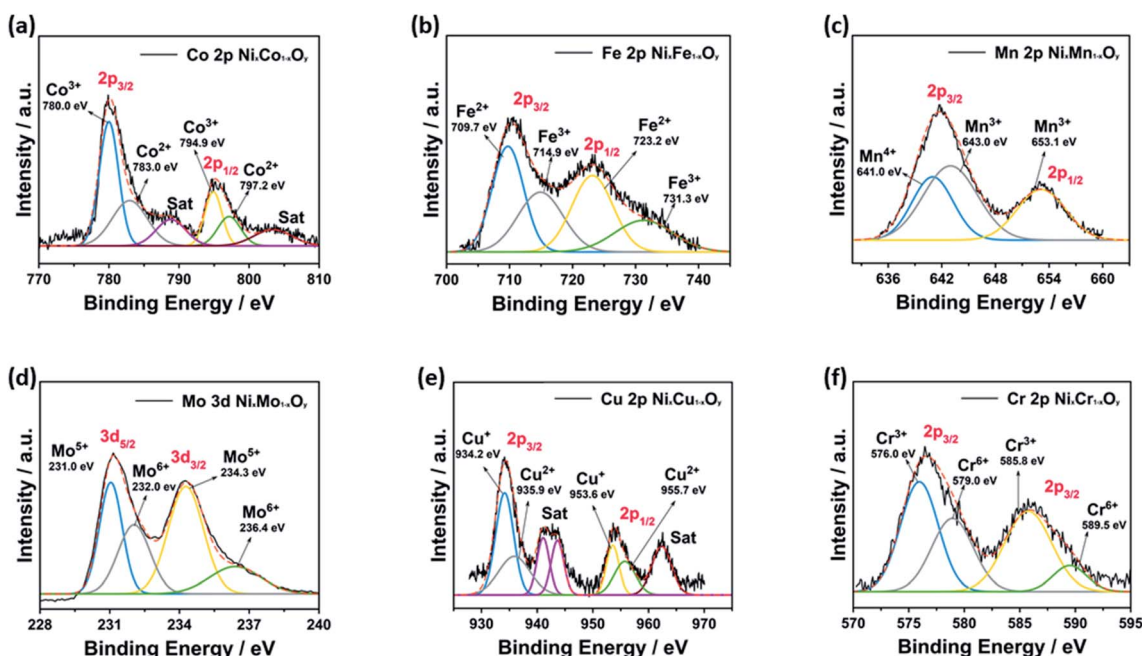 (a)
Co 2p NiₓCo₁₋ₓOᵧ
Co³⁺
780.0 eV
2p₃/₂
Co²⁺
783.0 eV
Sat
Co³⁺
794.9 eV
2p₁/₂
Co²⁺
797.2 eV
Sat
Intensity / a.u.
770 780 790 800 810
Binding Energy / eV
(b)
Fe 2p NiₓFe₁₋ₓOᵧ
Fe²⁺
709.7 eV
2p₃/₂
Fe³⁺
714.9 eV
2p₁/₂
Fe²⁺
723.2 eV
Fe³⁺
731.3 eV
Intensity / a.u.
700 710 720 730 740
Binding Energy / eV
(c)
Mn 2p NiₓMn₁₋ₓOᵧ
2p₃/₂
Mn⁴⁺
641.0 eV
Mn³⁺
643.0 eV
Mn³⁺
653.1 eV
2p₁/₂
Intensity / a.u.
636 642 648 654 660
Binding Energy / eV
(d)
Mo 3d NiₓMo₁₋ₓOᵧ
Mo⁵⁺
231.0 eV
3d₅/₂
Mo⁶⁺
232.0 eV
3d₃/₂
Mo⁵⁺
234.3 eV
Mo⁶⁺
236.4 eV
Intensity / a.u.
228 231 234 237 240
Binding Energy / eV
(e)
Cu 2p NiₓCu₁₋ₓOᵧ
Cu⁺
934.2 eV
2p₃/₂
Cu²⁺
935.9 eV
Sat
Cu⁺
953.6 eV
2p₁/₂
Cu²⁺
955.7 eV
Sat
Intensity / a.u.
930 940 950 960 970
Binding Energy / eV
(f)
Cr 2p NiₓCr₁₋ₓOᵧ
Cr³⁺
576.0 eV
2p₃/₂
Cr⁶⁺
579.0 eV
Cr³⁺
585.8 eV
2p₃/₂
Cr⁶⁺
589.5 eV
Intensity / a.u.
570 575 580 585 590 595
Binding Energy / eV